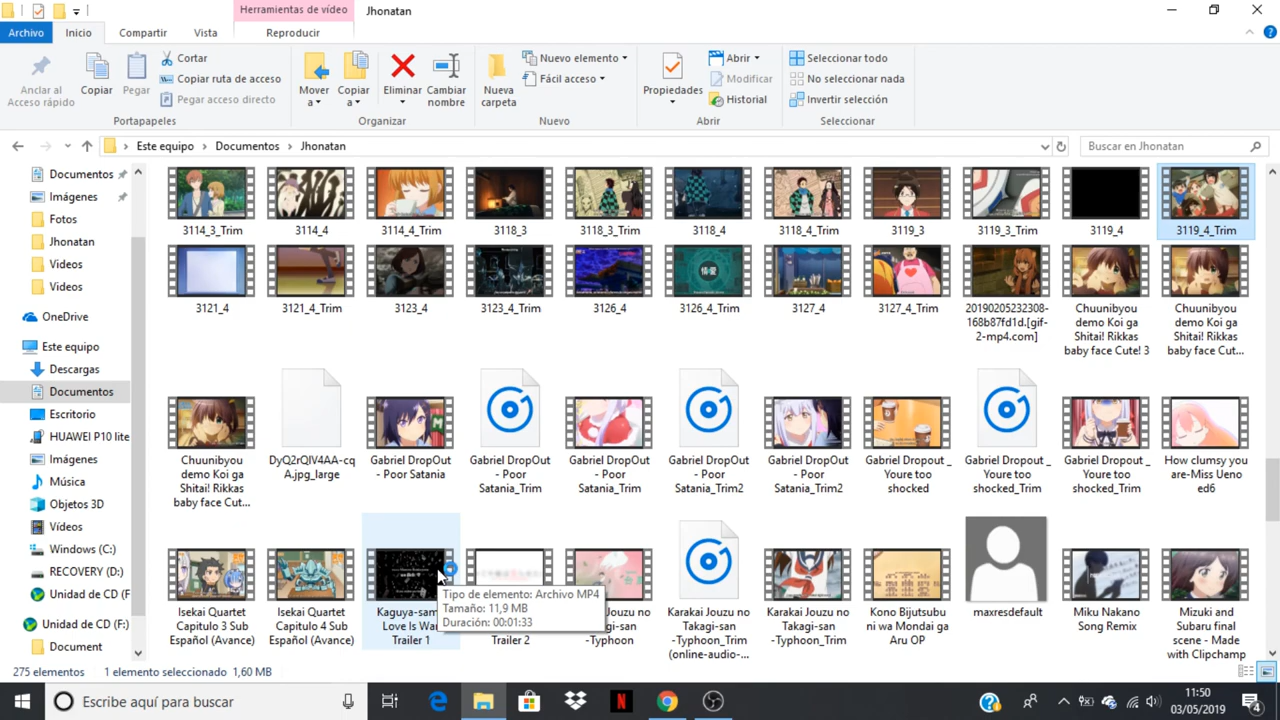 Herramientas de vídeo
Jhonatan
Archivo
Inicio
Compartir
Vista
Reproducir
Anclar al
Acceso rápido
Copiar
Pegar
Cortar
Copiar ruta de acceso
Pegar acceso directo
Portapapeles
Mover
a
Copiar
a
Eliminar
Cambiar
nombre
Organizar
Nueva
carpeta
Nuevo elemento
Fácil acceso
Nuevo
Propiedades
Abrir
Modificar
Historial
Abrir
Seleccionar todo
No seleccionar nada
Invertir selección
Seleccionar
Este equipo
Documentos
Jhonatan
Buscar en Jhonatan
Documentos
Imágenes
Fotos
Jhonatan
Videos
Videos
OneDrive
Este equipo
Descargas
Documentos
Escritorio
HUAWEI P10 lite
Imágenes
Música
Objetos 3D
Vídeos
Windows (C:)
RECOVERY (D:)
Unidad de CD (F
Unidad de CD (F:)
Document
3114_3_Trim
3114_4
3114_4_Trim
3118_3
3118_3_Trim
3118_4
3118_4_Trim
3119_3
3119_3_Trim
3119_4
3119_4_Trim
3121_4
3121_4_Trim
3123_4
3123_4_Trim
3126_4
3126_4_Trim
3127_4
3127_4_Trim
20190205232308-
168b87fd1d.[gif-
2-mp4.com]
Chuunibyou
demo Koi ga
Shitai! Rikkas
baby face Cute! 3
Chuunibyou
demo Koi ga
Shitai! Rikkas
baby face Cut...
Chuunibyou
demo Koi ga
Shitai! Rikkas
baby face Cut...
DyQ2rQIV4AA-cq
A.jpg_large
Gabriel DropOut
- Poor Satania
Gabriel DropOut
- Poor
Satania_Trim
Gabriel DropOut
- Poor
Satania_Trim
Gabriel DropOut
- Poor
Satania_Trim2
Gabriel DropOut
- Poor
Satania_Trim2
Gabriel Dropout _
Youre too
shocked
Gabriel Dropout _
Youre too
shocked_Trim
Gabriel Dropout _
Youre too
shocked_Trim
How clumsy you
are-Miss Ueno
ed6
Isekai Quartet
Capitulo 3 Sub
Español (Avance)
Isekai Quartet
Capitulo 4 Sub
Español (Avance)
Kaguya-sam
Love Is War
Trailer 1
Trailer 2
Jouzu no
agi-san
-Typhoon
Karakai Jouzu no
Takagi-san
-Typhoon_Trim
(online-audio-...
Karakai Jouzu no
Takagi-san
-Typhoon_Trim
Kono Bijutsubu
ni wa Mondai ga
Aru OP
maxresdefault
Miku Nakano
Song Remix
Mizuki and
Subaru final
scene - Made
with Clipchamp
Tipo de elemento: Archivo MP4
Tamaño: 11,9 MB
Duración: 00:01:33
275 elementos
1 elemento seleccionado 1,60 MB
Escribe aquí para buscar
11:50
03/05/2019
4